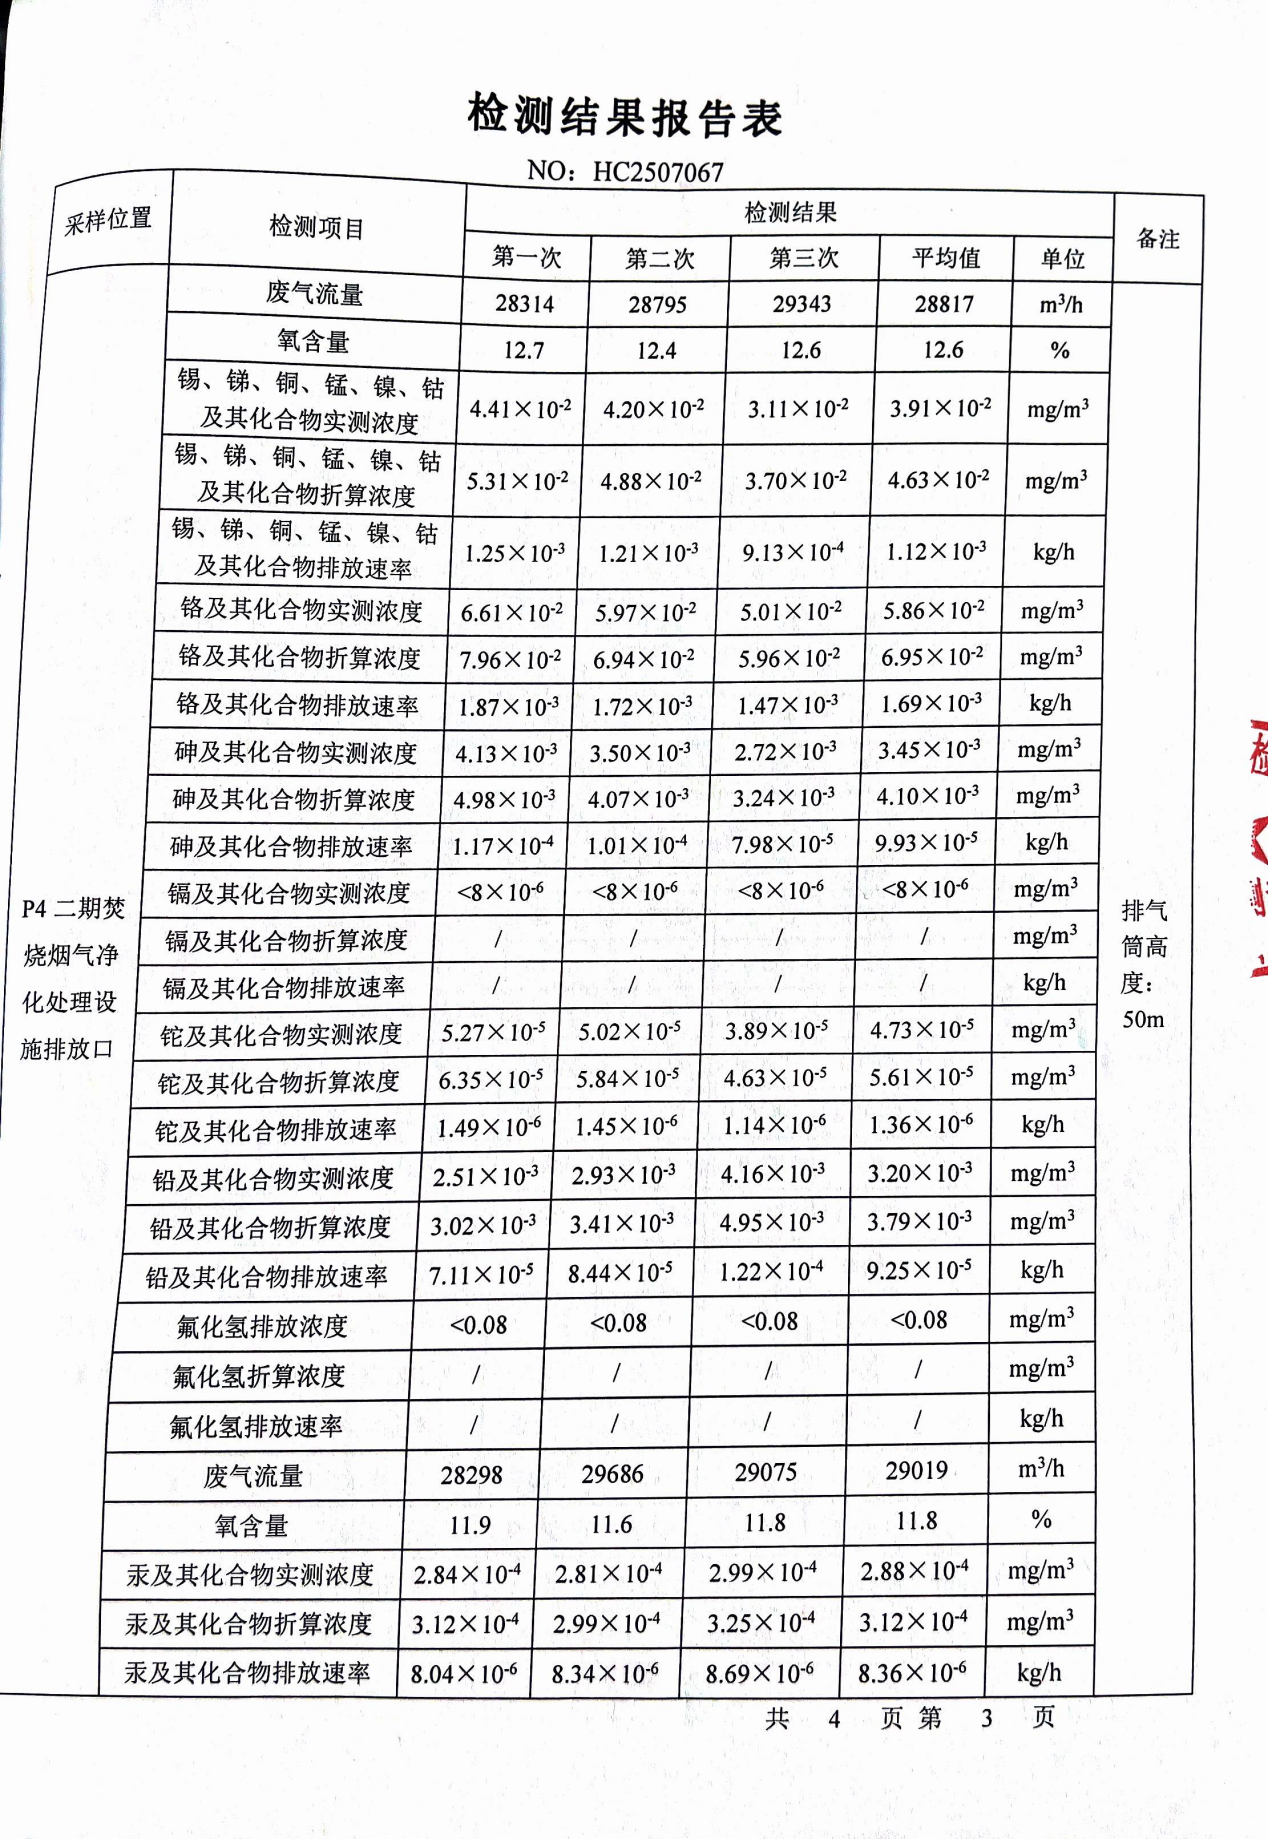 检测结果报告表
NO：HC2507067
采样位置 检测项目 检测结果 备注
第一次 第二次 第三次 平均值 单位
废气流量 28314 28795 29343 28817 m³/h
氧含量 12.7 12.4 12.6 12.6 %
锡、锑、铜、锰、镍、钴
及其化合物实测浓度 4.41×10⁻² 4.20×10⁻² 3.11×10⁻² 3.91×10⁻² mg/m³
锡、锑、铜、锰、镍、钴
及其化合物折算浓度 5.31×10⁻² 4.88×10⁻² 3.70×10⁻² 4.63×10⁻² mg/m³
锡、锑、铜、锰、镍、钴
及其化合物排放速率 1.25×10⁻³ 1.21×10⁻³ 9.13×10⁻⁴ 1.12×10⁻³ kg/h
铬及其化合物实测浓度 6.61×10⁻² 5.97×10⁻² 5.01×10⁻² 5.86×10⁻² mg/m³
铬及其化合物折算浓度 7.96×10⁻² 6.94×10⁻² 5.96×10⁻² 6.95×10⁻² mg/m³
铬及其化合物排放速率 1.87×10⁻³ 1.72×10⁻³ 1.47×10⁻³ 1.69×10⁻³ kg/h
砷及其化合物实测浓度 4.13×10⁻³ 3.50×10⁻³ 2.72×10⁻³ 3.45×10⁻³ mg/m³
砷及其化合物折算浓度 4.98×10⁻³ 4.07×10⁻³ 3.24×10⁻³ 4.10×10⁻³ mg/m³
砷及其化合物排放速率 1.17×10⁻⁴ 1.01×10⁻⁴ 7.98×10⁻⁵ 9.93×10⁻⁵ kg/h
镉及其化合物实测浓度 <8×10⁻⁶ <8×10⁻⁶ <8×10⁻⁶ <8×10⁻⁶ mg/m³
镉及其化合物折算浓度 / / / / mg/m³
镉及其化合物排放速率 / / / / kg/h
铊及其化合物实测浓度 5.27×10⁻⁵ 5.02×10⁻⁵ 3.89×10⁻⁵ 4.73×10⁻⁵ mg/m³
铊及其化合物折算浓度 6.35×10⁻⁵ 5.84×10⁻⁵ 4.63×10⁻⁵ 5.61×10⁻⁵ mg/m³
铊及其化合物排放速率 1.49×10⁻⁶ 1.45×10⁻⁶ 1.14×10⁻⁶ 1.36×10⁻⁶ kg/h
铅及其化合物实测浓度 2.51×10⁻³ 2.93×10⁻³ 4.16×10⁻³ 3.20×10⁻³ mg/m³
铅及其化合物折算浓度 3.02×10⁻³ 3.41×10⁻³ 4.95×10⁻³ 3.79×10⁻³ mg/m³
铅及其化合物排放速率 7.11×10⁻⁵ 8.44×10⁻⁵ 1.22×10⁻⁴ 9.25×10⁻⁵ kg/h
氟化氢排放浓度 <0.08 <0.08 <0.08 <0.08 mg/m³
氟化氢折算浓度 / / / / mg/m³
氟化氢排放速率 / / / / kg/h
废气流量 28298 29686 29075 29019 m³/h
氧含量 11.9 11.6 11.8 11.8 %
汞及其化合物实测浓度 2.84×10⁻⁴ 2.81×10⁻⁴ 2.99×10⁻⁴ 2.88×10⁻⁴ mg/m³
汞及其化合物折算浓度 3.12×10⁻⁴ 2.99×10⁻⁴ 3.25×10⁻⁴ 3.12×10⁻⁴ mg/m³
汞及其化合物排放速率 8.04×10⁻⁶ 8.34×10⁻⁶ 8.69×10⁻⁶ 8.36×10⁻⁶ kg/h
P4 二期焚
烧烟气净
化处理设
施排放口
排气
筒高
度：
50m
共 4 页 第 3 页